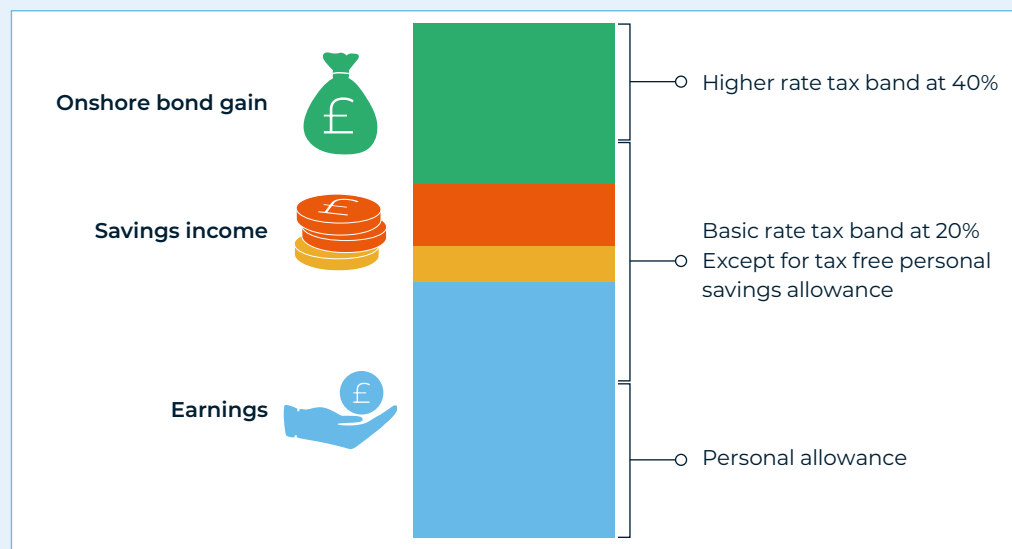 Onshore bond gain
£
Higher rate tax band at 40%
Savings income
£
Basic rate tax band at 20%
Except for tax free personal
savings allowance
Earnings
£
Personal allowance